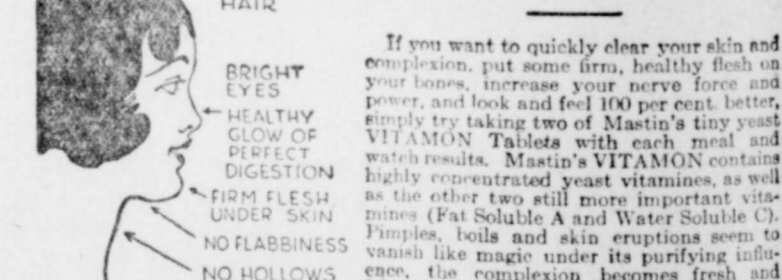 HAIR
BRIGHT
EYES
HEALTHY
GLOW OF
PERFECT
DIGESTION
FIRM FLESH
UNDER SKIN
NO FLABBINESS
NO HOLLOWS
If you want to quickly clear your skin and
complexion, put some firm, healthy flesh on
your bones, increase your nerve force and
power, and look and feel 100 per cent. better,
simply try taking two of Mastin's tiny yeast
VITAMON Tablets with each meal and
watch results. Mastin's VITAMON contains
highly concentrated yeast vitamines, as well
as the other two still more important vita-
mines (Fat Soluble A and Water Soluble C).
Pimples, boils and skin eruptions seem to
vanish like magic under its purifying influ-
ence, the complexion becomes fresh and